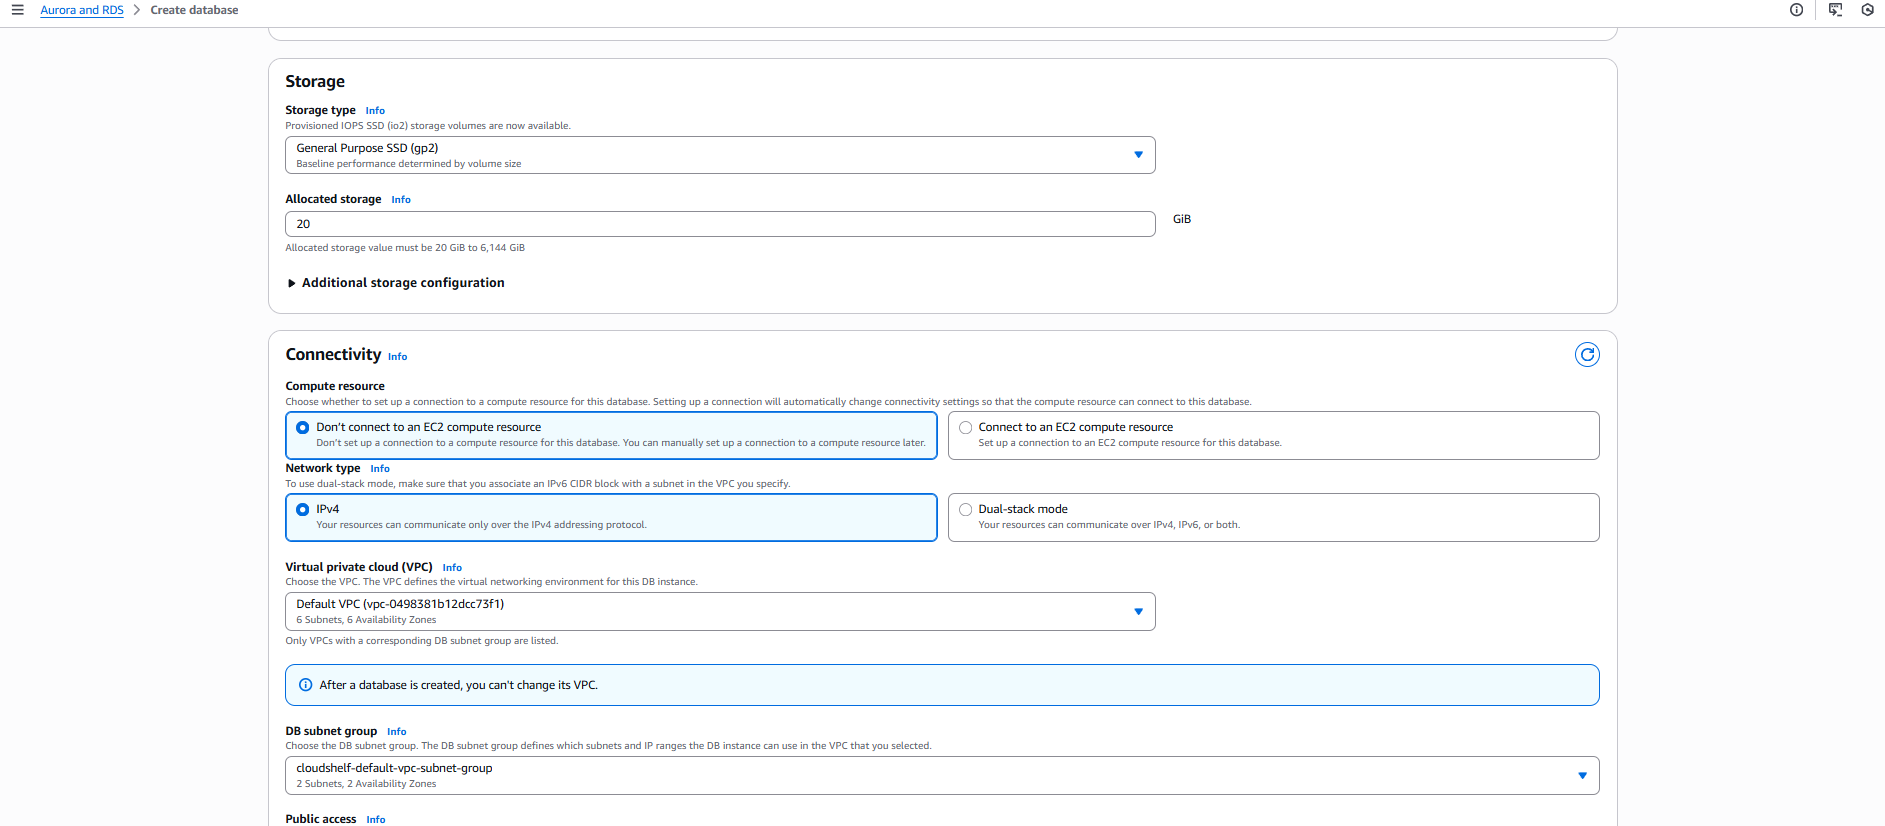 Aurora and RDS > Create database
Storage
Storage type Info
Provisioned IOPS SSD (io2) storage volumes are now available.
General Purpose SSD (gp2)
Baseline performance determined by volume size
Allocated storage Info
20
GiB
Allocated storage value must be 20 GiB to 6,144 GiB
Additional storage configuration
Connectivity Info
Compute resource
Choose whether to set up a connection to a compute resource for this database. Setting up a connection will automatically change connectivity settings so that the compute resource can connect to this database.
Don't connect to an EC2 compute resource
Don't set up a connection to a compute resource for this database. You can manually set up a connection to a compute resource later.
Connect to an EC2 compute resource
Set up a connection to an EC2 compute resource for this database.
Network type Info
To use dual-stack mode, make sure that you associate an IPv6 CIDR block with a subnet in the VPC you specify.
IPv4
Your resources can communicate only over the IPv4 addressing protocol.
Dual-stack mode
Your resources can communicate over IPv4, IPv6, or both.
Virtual private cloud (VPC) Info
Choose the VPC. The VPC defines the virtual networking environment for this DB instance.
Default VPC (vpc-0498381b12dcc73f1)
6 Subnets, 6 Availability Zones
Only VPCs with a corresponding DB subnet group are listed.
After a database is created, you can't change its VPC.
DB subnet group Info
Choose the DB subnet group. The DB subnet group defines which subnets and IP ranges the DB instance can use in the VPC that you selected.
cloudshelf-default-vpc-subnet-group
2 Subnets, 2 Availability Zones
Public access Info